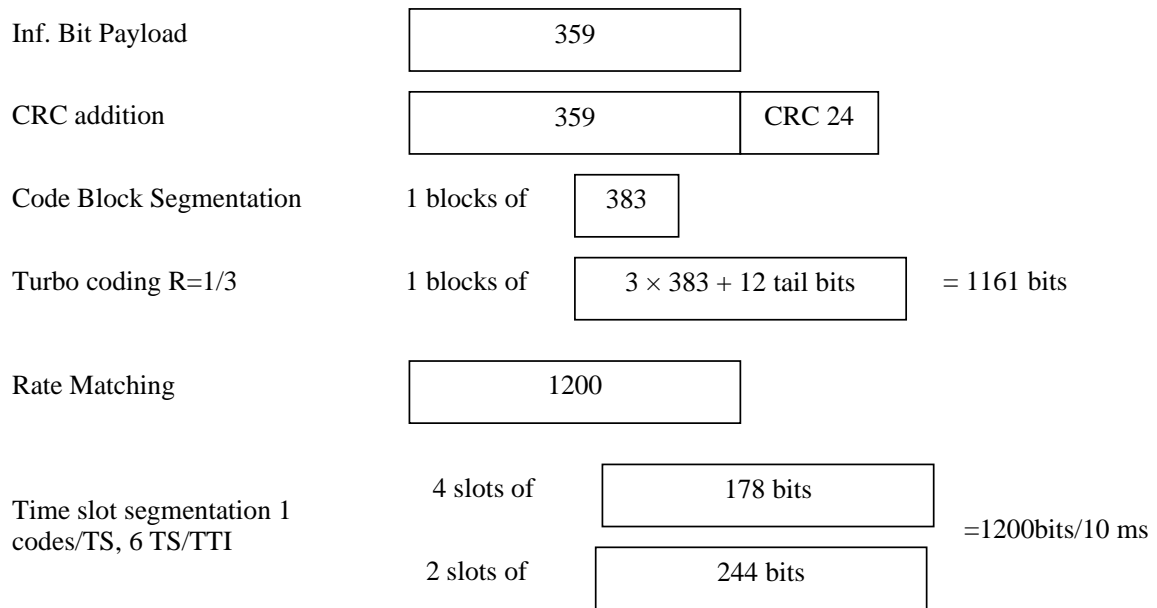 Inf. Bit Payload
359
CRC addition
359 CRC 24
Code Block Segmentation 1 blocks of 383
Turbo coding R=1/3 1 blocks of 3 × 383 + 12 tail bits = 1161 bits
Rate Matching 1200
4 slots of 178 bits
Time slot segmentation 1
codes/TS, 6 TS/TTI
=1200bits/10 ms
2 slots of 244 bits